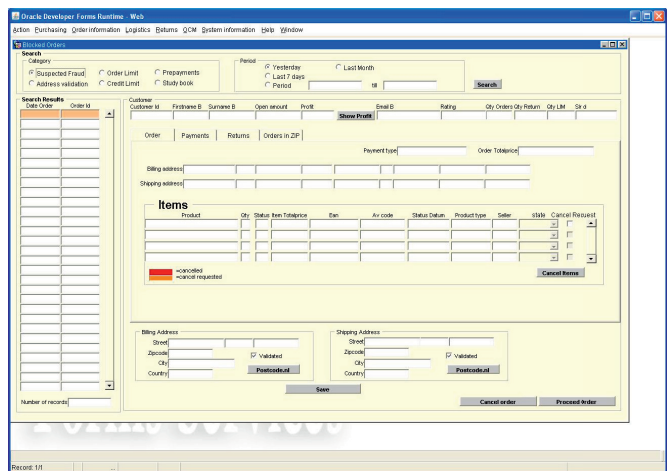 Oracle Developer Forms Runtime - Web
Action Purchasing Order information Logistics Returns OCM System information Help Window
Blocked Orders
Search
Category
Suspected Fraud Order Limit Prepayments
Address validation Credit Limit Study book
Period
Yesterday Last Month
Last 7 days
Period till
Search
Search Results
Date Order Order Id
Number of records
Customer
Customer Id Firstname B Surname B Open amount Profit Email B Rating Qty Orders Qty Return Qty LIM Slr d
Show Profit
Order Payments Returns Orders in ZIP
Payment type Order Totalprice
Billing address
Shipping address
Items
Product Qty Status Item Totalprice Ean Av code Status Datum Product type Seller state Cancel Request
=cancelled
=cancel requested
Cancel Items
Billing Address
Street
Zipcode
Validated
City
Country
Postcode.nl
Shipping Address
Street
Zipcode
Validated
City
Country
Postcode.nl
Save
Cancel order Proceed Order
Forms Services
Record: 1/1